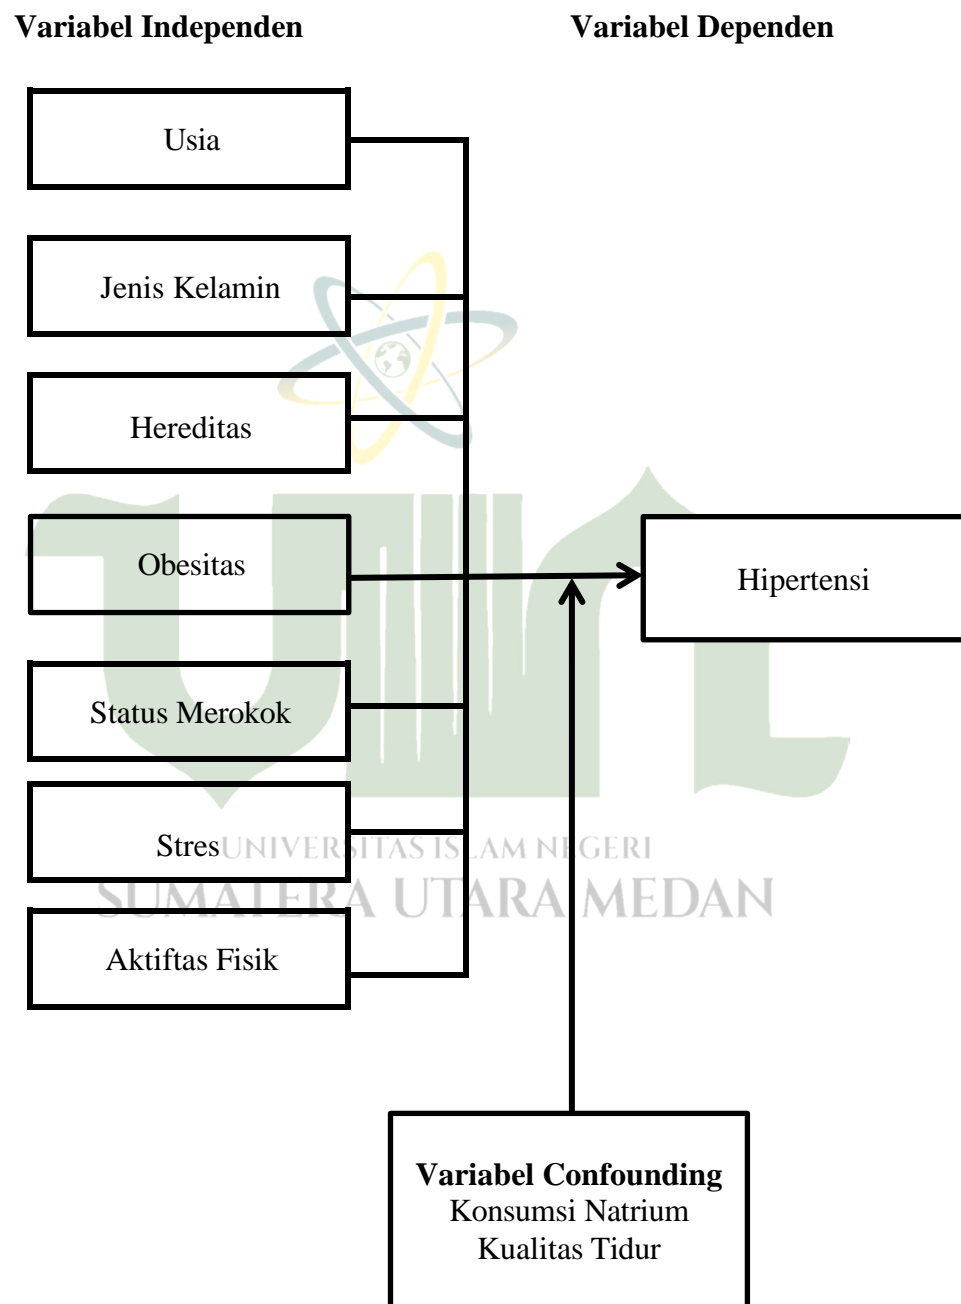 Variabel Independen
Variabel Dependen
Usia
Jenis Kelamin
Hereditas
Obesitas
Status Merokok
Stres
Aktiftas Fisik
Hipertensi
UNIVERSITAS ISLAM NEGERI
SUMATERA UTARA MEDAN
Variabel Confounding
Konsumsi Natrium
Kualitas Tidur